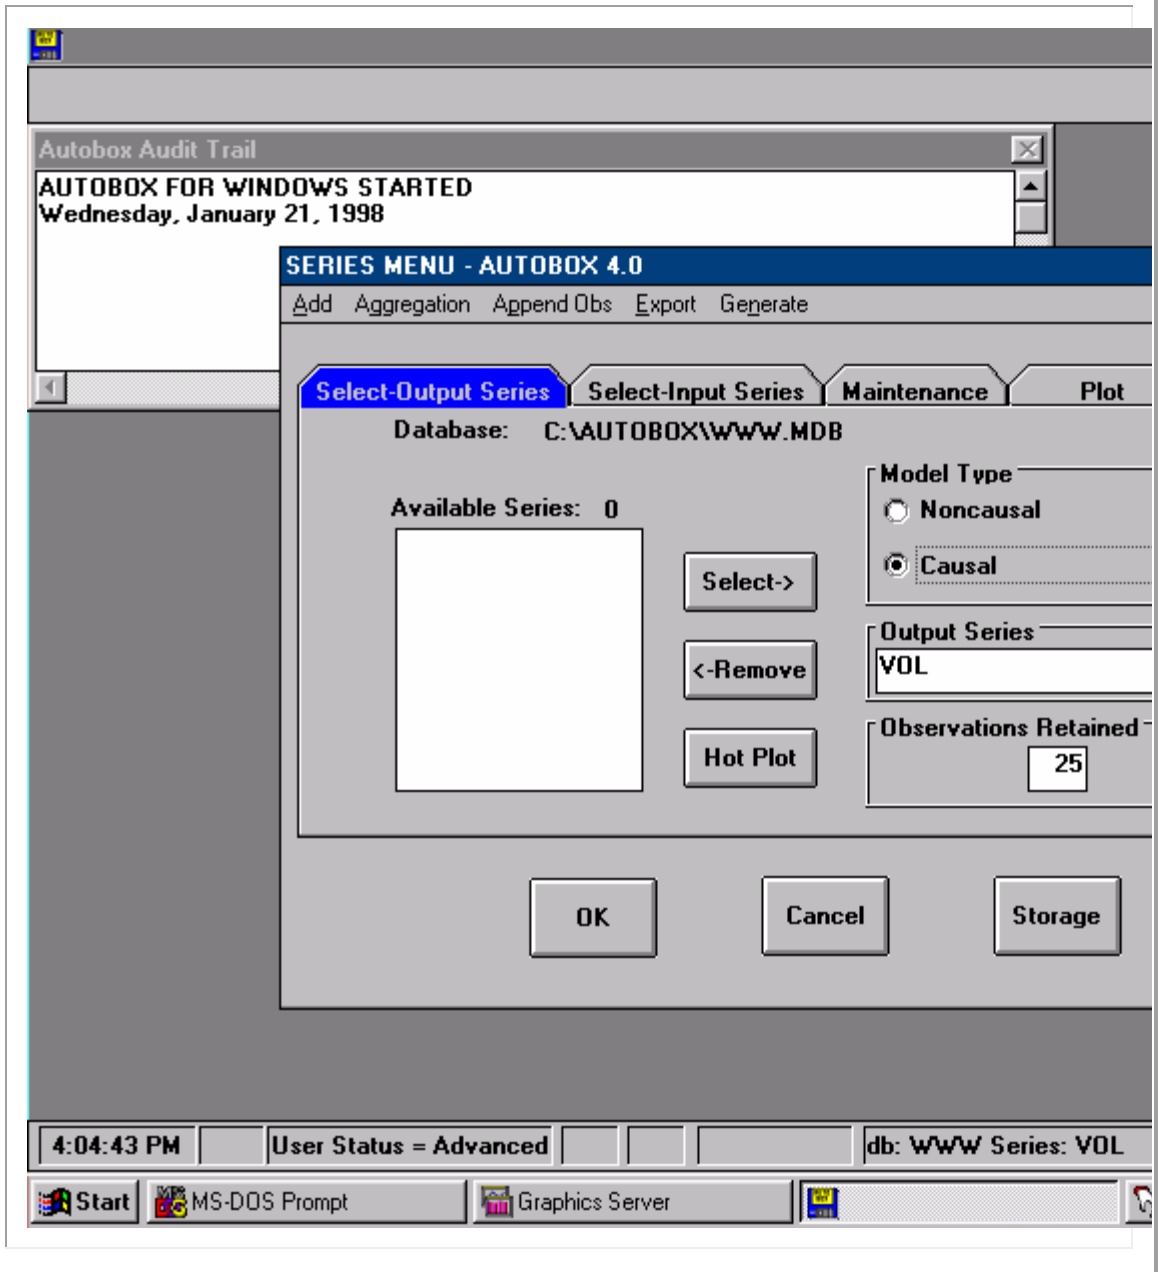 Autobox Audit Trail
AUTOBOX FOR WINDOWS STARTED
Wednesday, January 21, 1998
SERIES MENU - AUTOBOX 4.0
Add Aggregation Append Obs Export Generate
Select-Output Series Select-Input Series Maintenance Plot
Database: C:\AUTOBOX\WWW.MDB
Model Type
Available Series: 0
Noncausal
Causal
Select->
Output Series
VOL
<-Remove
Observations Retained
25
Hot Plot
OK Cancel Storage
4:04:43 PM User Status = Advanced db: WWW Series: VOL
Start MS-DOS Prompt Graphics Server